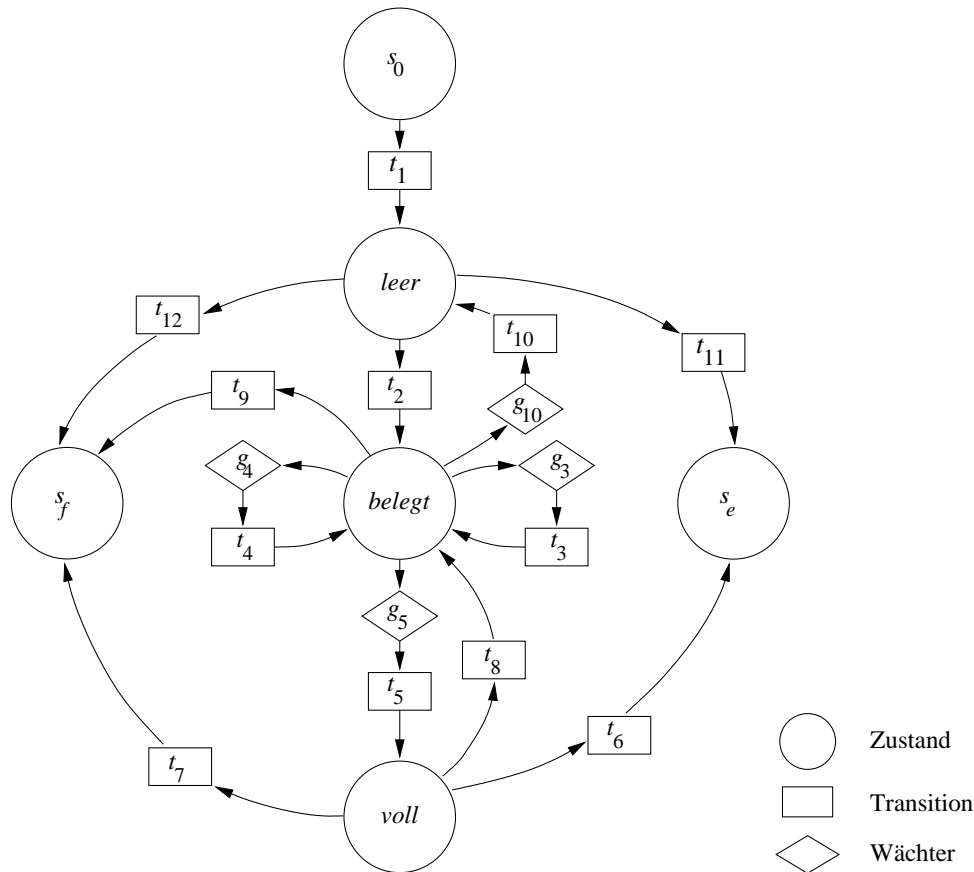 s0
t1
leer
t12
t10
t11
t2
t9
g10
g4
g3
sf
belegt
se
t4
t3
g5
t8
t5
t6
Zustand
t7
Transition
voll
Wächter